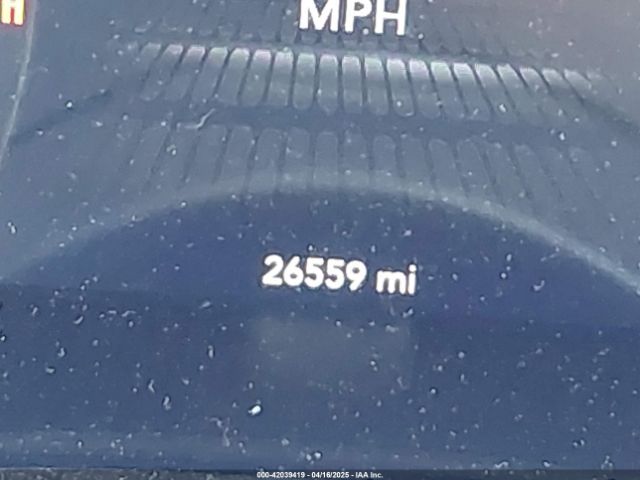 H
MPH
26559 mi
000-42039419 - 04/16/2025 - IAA Inc.